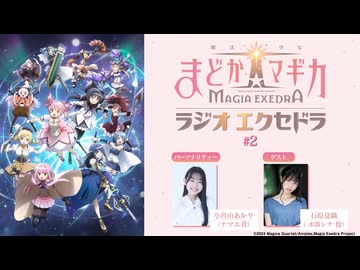 魔法少女
まどか☆マギカ
MAGIA EXEDRA
ラジオ エクセドラ
#2
パーソナリティー
ゲスト
小宮山あかり
(ナマエ 役)
石原夏織
(水波レナ 役)
©2024 Magica Quartet/Aniplex,Magia Exedra Project